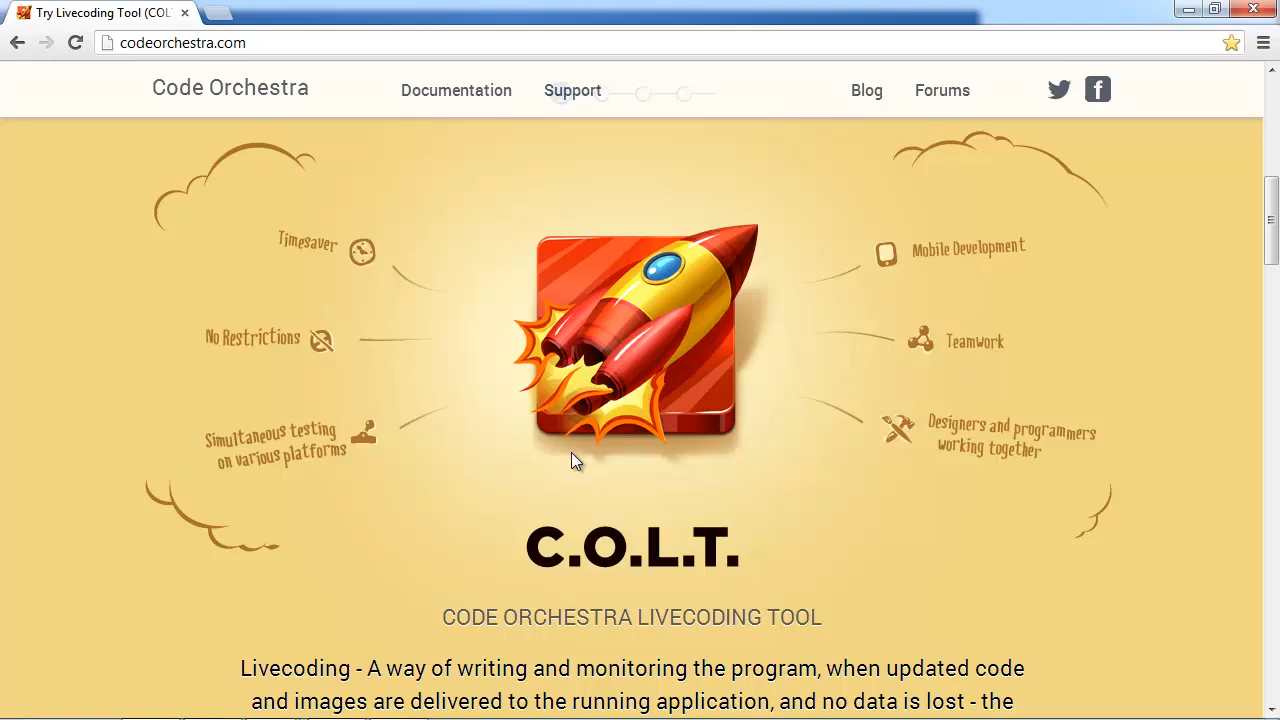 Try Livecoding Tool (COL
codeorchestra.com
Code Orchestra Documentation Support Blog Forums
Timesaver
No Restrictions
Simultaneous testing
on various platforms
Mobile Development
Teamwork
Designers and programmers
working together
C.O.L.T.
CODE ORCHESTRA LIVECODING TOOL
Livecoding - A way of writing and monitoring the program, when updated code
and images are delivered to the running application, and no data is lost - the